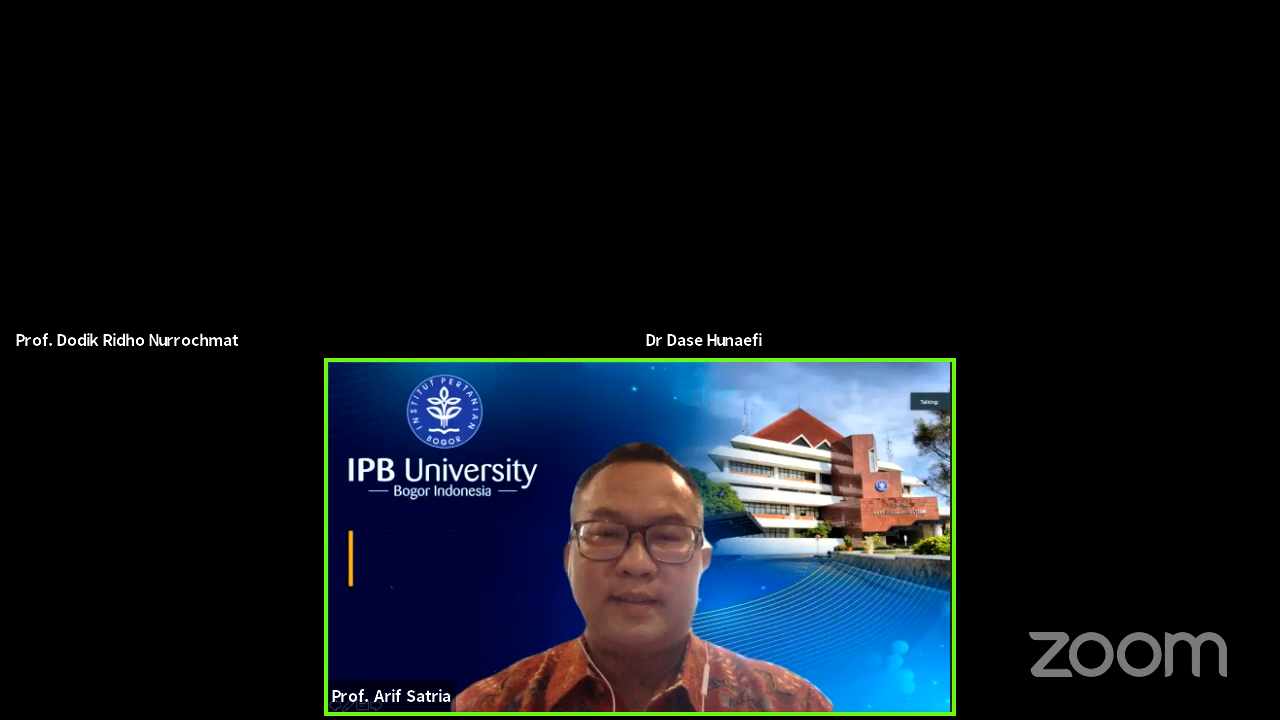 Prof. Dodik Ridho Nurrochmat
Dr Dase Hunaefi
INSTITUT PERTANIAN
BOGOR
IPB University
Bogor Indonesia
Talking:
Prof. Arif Satria
zoom